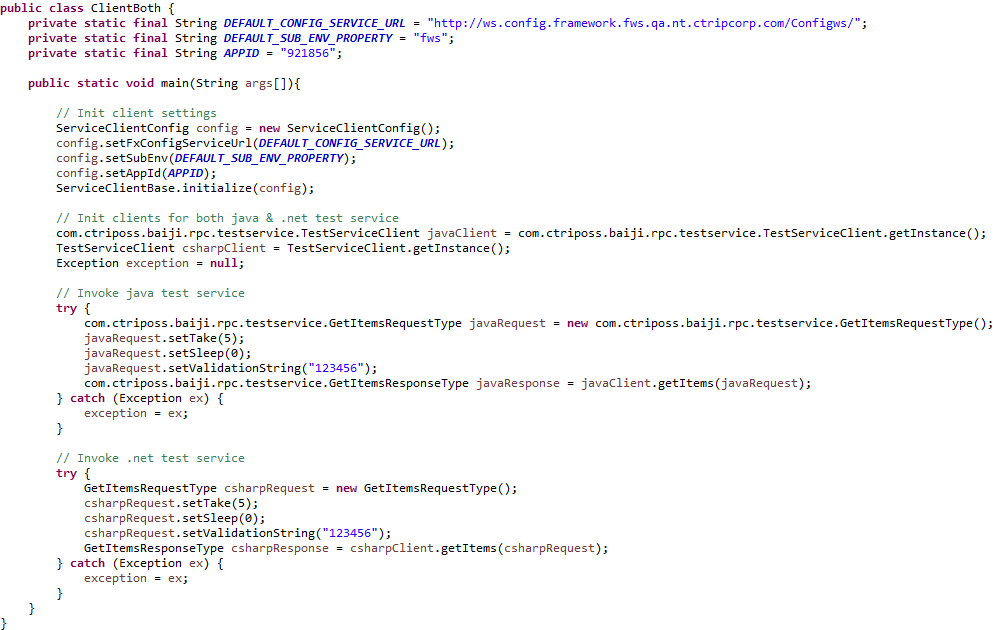 public class ClientBoth {
    private static final String DEFAULT_CONFIG_SERVICE_URL = "http://ws.config.framework.fws.qa.nt.ctripcorp.com/Configws/";
    private static final String DEFAULT_SUB_ENV_PROPERTY = "fws";
    private static final String APPID = "921856";

    public static void main(String args[]){

        // Init client settings
        ServiceClientConfig config = new ServiceClientConfig();
        config.setFxConfigServiceUrl(DEFAULT_CONFIG_SERVICE_URL);
        config.setSubEnv(DEFAULT_SUB_ENV_PROPERTY);
        config.setAppId(APPID);
        ServiceClientBase.initialize(config);

        // Init clients for both java & .net test service
        com.ctriposs.baiji.rpc.testservice.TestServiceClient javaClient = com.ctriposs.baiji.rpc.testservice.TestServiceClient.getInstance();
        TestServiceClient csharpClient = TestServiceClient.getInstance();
        Exception exception = null;

        // Invoke java test service
        try {
            com.ctriposs.baiji.rpc.testservice.GetItemsRequestType javaRequest = new com.ctriposs.baiji.rpc.testservice.GetItemsRequestType();
            javaRequest.setTake(5);
            javaRequest.setSleep(0);
            javaRequest.setValidationString("123456");
            com.ctriposs.baiji.rpc.testservice.GetItemsResponseType javaResponse = javaClient.getItems(javaRequest);
        } catch (Exception ex) {
            exception = ex;
        }

        // Invoke .net test service
        try {
            GetItemsRequestType csharpRequest = new GetItemsRequestType();
            csharpRequest.setTake(5);
            csharpRequest.setSleep(0);
            csharpRequest.setValidationString("123456");
            GetItemsResponseType csharpResponse = csharpClient.getItems(csharpRequest);
        } catch (Exception ex) {
            exception = ex;
        }
    }
}